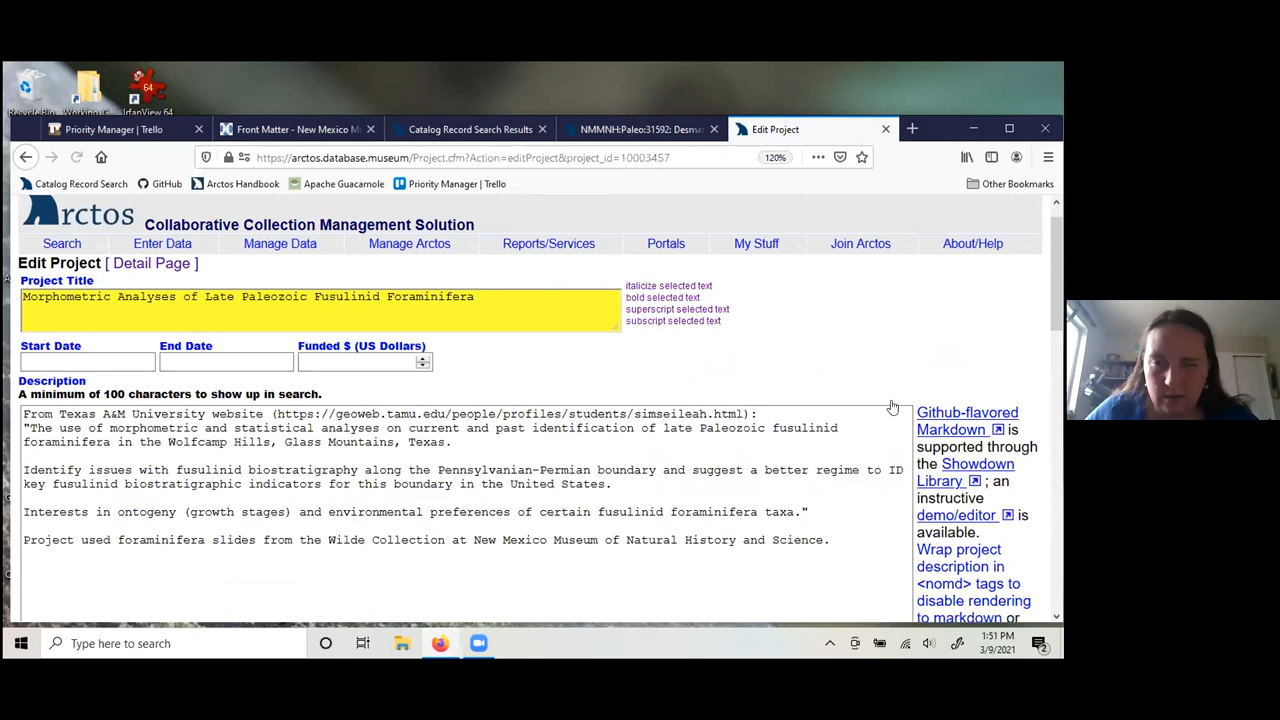 Recycle Bin
IrfanView 64
64
Priority Manager | Trello
Front Matter - New Mexico M
Catalog Record Search Results
NMMNH:Paleo:31592: Desma
Edit Project
https://arctos.database.museum/Project.cfm?Action=editProject&project_id=10003457
120%
Catalog Record Search
GitHub
Arctos Handbook
Apache Guacamole
Priority Manager | Trello
Other Bookmarks
Arctos
Collaborative Collection Management Solution
Search
Enter Data
Manage Data
Manage Arctos
Reports/Services
Portals
My Stuff
Join Arctos
About/Help
Edit Project [ Detail Page ]
Project Title
Morphometric Analyses of Late Paleozoic Fusulinid Foraminifera
italicize selected text
bold selected text
superscript selected text
subscript selected text
Start Date
End Date
Funded $ (US Dollars)
Description
A minimum of 100 characters to show up in search.
From Texas A&M University website (https://geoweb.tamu.edu/people/profiles/students/simseileah.html):
"The use of morphometric and statistical analyses on current and past identification of late Paleozoic fusulinid
foraminifera in the Wolfcamp Hills, Glass Mountains, Texas.
Identify issues with fusulinid biostratigraphy along the Pennsylvanian-Permian boundary and suggest a better regime to ID
key fusulinid biostratigraphic indicators for this boundary in the United States.
Interests in ontogeny (growth stages) and environmental preferences of certain fusulinid foraminifera taxa."
Project used foraminifera slides from the Wilde Collection at New Mexico Museum of Natural History and Science.
Github-flavored
Markdown is
supported through
the Showdown
Library ; an
instructive
demo/editor is
available.
Wrap project
description in
<nomd> tags to
disable rendering
to markdown or
Type here to search
1:51 PM
3/9/2021
2